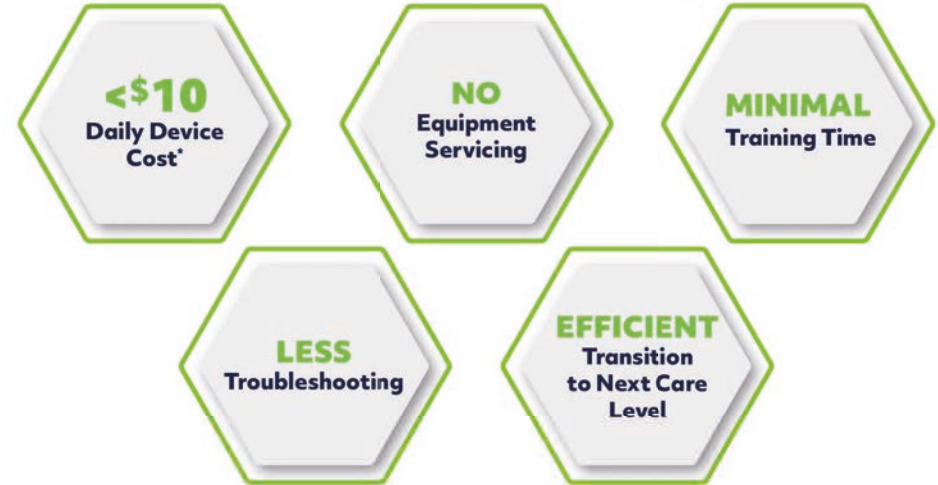 <$10
Daily Device
Cost*
NO
Equipment
Servicing
MINIMAL
Training Time
LESS
Troubleshooting
EFFICIENT
Transition
to Next Care
Level